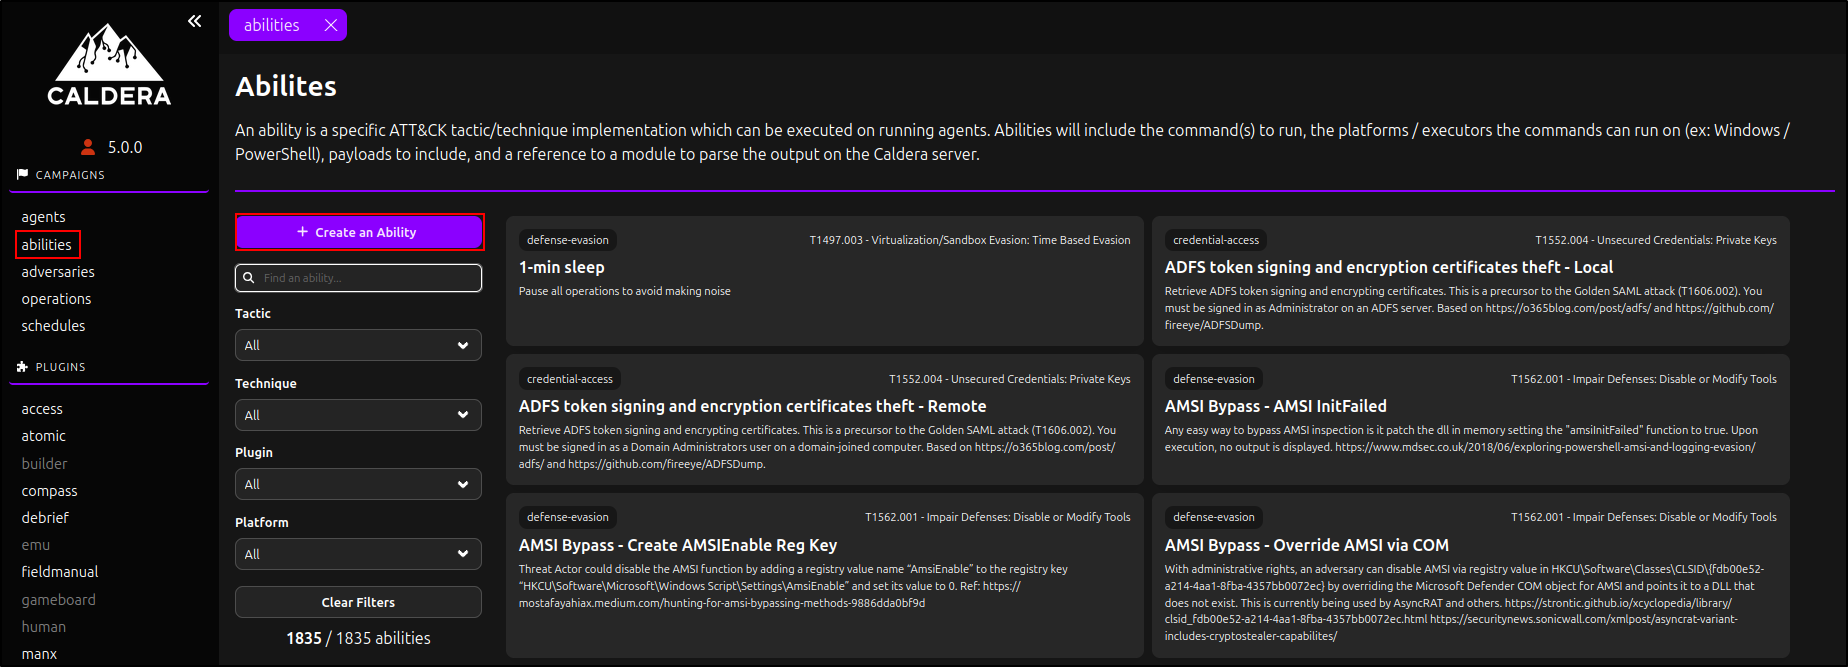 CALDERA
5.0.0
CAMPAIGNS
agents
abilities
adversaries
operations
schedules
PLUGINS
access
atomic
builder
compass
debrief
emu
fieldmanual
gameboard
human
manx
abilities
Abilites
An ability is a specific ATT&CK tactic/technique implementation which can be executed on running agents. Abilities will include the command(s) to run, the platforms / executors the commands can run on (ex: Windows /
PowerShell), payloads to include, and a reference to a module to parse the output on the Caldera server.
+ Create an Ability
Find an ability...
Tactic
All
Technique
All
Plugin
All
Platform
All
Clear Filters
1835 / 1835 abilities
defense-evasion
T1497.003 - Virtualization/Sandbox Evasion: Time Based Evasion
1-min sleep
Pause all operations to avoid making noise
credential-access
T1552.004 - Unsecured Credentials: Private Keys
ADFS token signing and encryption certificates theft - Local
Retrieve ADFS token signing and encrypting certificates. This is a precursor to the Golden SAML attack (T1606.002). You
must be signed in as Administrator on an ADFS server. Based on https://o365blog.com/post/adfs/ and https://github.com/
fireeye/ADFSDump.
credential-access
T1552.004 - Unsecured Credentials: Private Keys
ADFS token signing and encryption certificates theft - Remote
Retrieve ADFS token signing and encrypting certificates. This is a precursor to the Golden SAML attack (T1606.002). You
must be signed in as a Domain Administrators user on a domain-joined computer. Based on https://o365blog.com/post/
adfs/ and https://github.com/fireeye/ADFSDump.
defense-evasion
T1562.001 - Impair Defenses: Disable or Modify Tools
AMSI Bypass - AMSI InitFailed
Any easy way to bypass AMSI inspection is it patch the dll in memory setting the "amsiInitFailed" function to true. Upon
execution, no output is displayed. https://www.mdsec.co.uk/2018/06/exploring-powershell-amsi-and-logging-evasion/
defense-evasion
T1562.001 - Impair Defenses: Disable or Modify Tools
AMSI Bypass - Create AMSIEnable Reg Key
Threat Actor could disable the AMSI function by adding a registry value name “AmsiEnable” to the registry key
“HKCU\Software\Microsoft\Windows Script\Settings\AmsiEnable” and set its value to 0. Ref: https://
mostafayahiax.medium.com/hunting-for-amsi-bypassing-methods-9886dda0bf9d
defense-evasion
T1562.001 - Impair Defenses: Disable or Modify Tools
AMSI Bypass - Override AMSI via COM
With administrative rights, an adversary can disable AMSI via registry value in HKCU\Software\Classes\CLSID\{fdb00e52-
a214-4aa1-8fba-4357bb0072ec} by overriding the Microsoft Defender COM object for AMSI and points it to a DLL that
does not exist. This is currently being used by AsyncRAT and others. https://strontic.github.io/xcyclopedia/library/
clsid_fdb00e52-a214-4aa1-8fba-4357bb0072ec.html https://securitynews.sonicwall.com/xmlpost/asyncrat-variant-
includes-cryptostealer-capabilites/